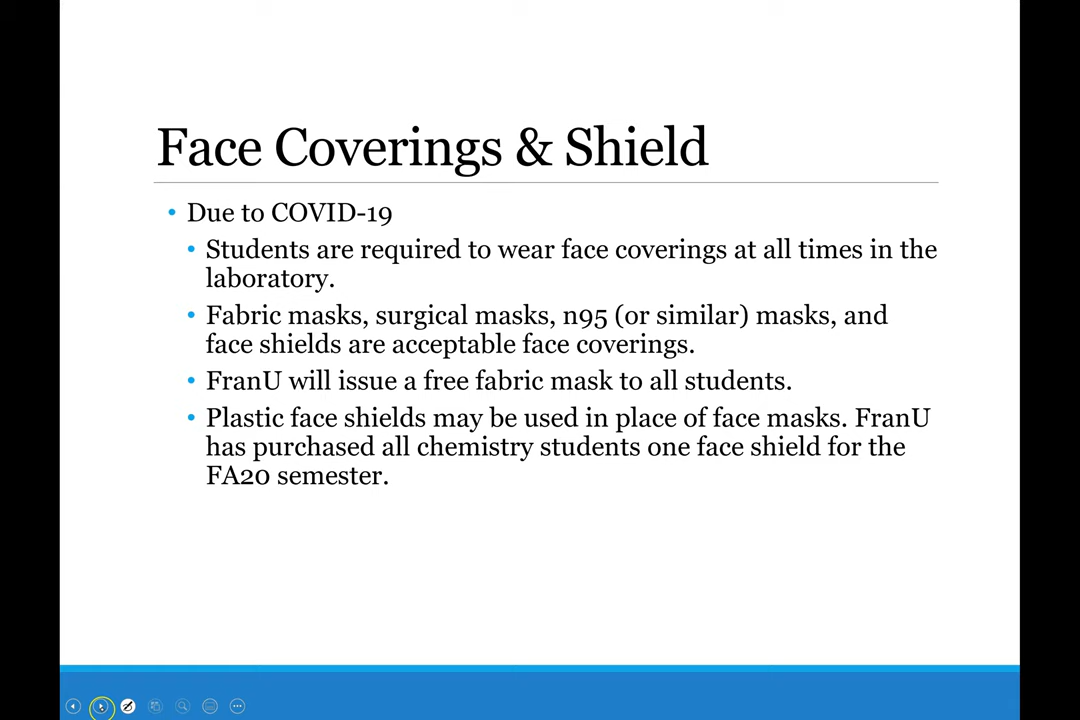 Face Coverings & Shield
• Due to COVID-19
• Students are required to wear face coverings at all times in the
laboratory.
• Fabric masks, surgical masks, n95 (or similar) masks, and
face shields are acceptable face coverings.
• FranU will issue a free fabric mask to all students.
• Plastic face shields may be used in place of face masks. FranU
has purchased all chemistry students one face shield for the
FA20 semester.